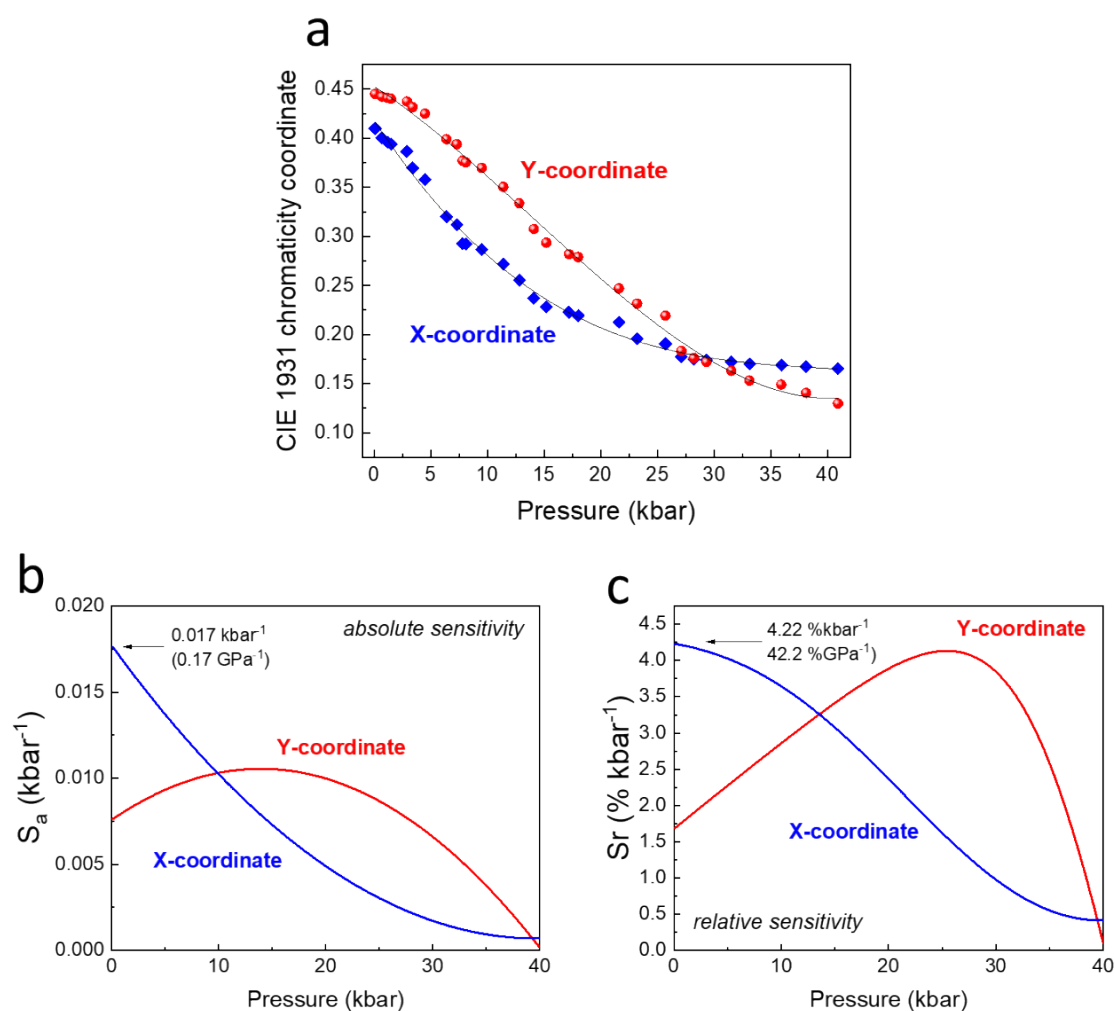 a
CIE 1931 chromaticity coordinate
0.45
0.40
0.35
0.30
0.25
0.20
0.15
0.10
Y-coordinate
X-coordinate
0 5 10 15 20 25 30 35 40
Pressure (kbar)
b
Sₐ (kbar⁻¹)
0.020
0.015
0.010
0.005
0.000
0.017 kbar⁻¹
(0.17 GPa⁻¹)
absolute sensitivity
Y-coordinate
X-coordinate
0 10 20 30 40
Pressure (kbar)
c
Sr (% kbar⁻¹)
4.5
4.0
3.5
3.0
2.5
2.0
1.5
1.0
0.5
0.0
4.22 %kbar⁻¹
42.2 %GPa⁻¹)
Y-coordinate
X-coordinate
relative sensitivity
0 10 20 30 40
Pressure (kbar)